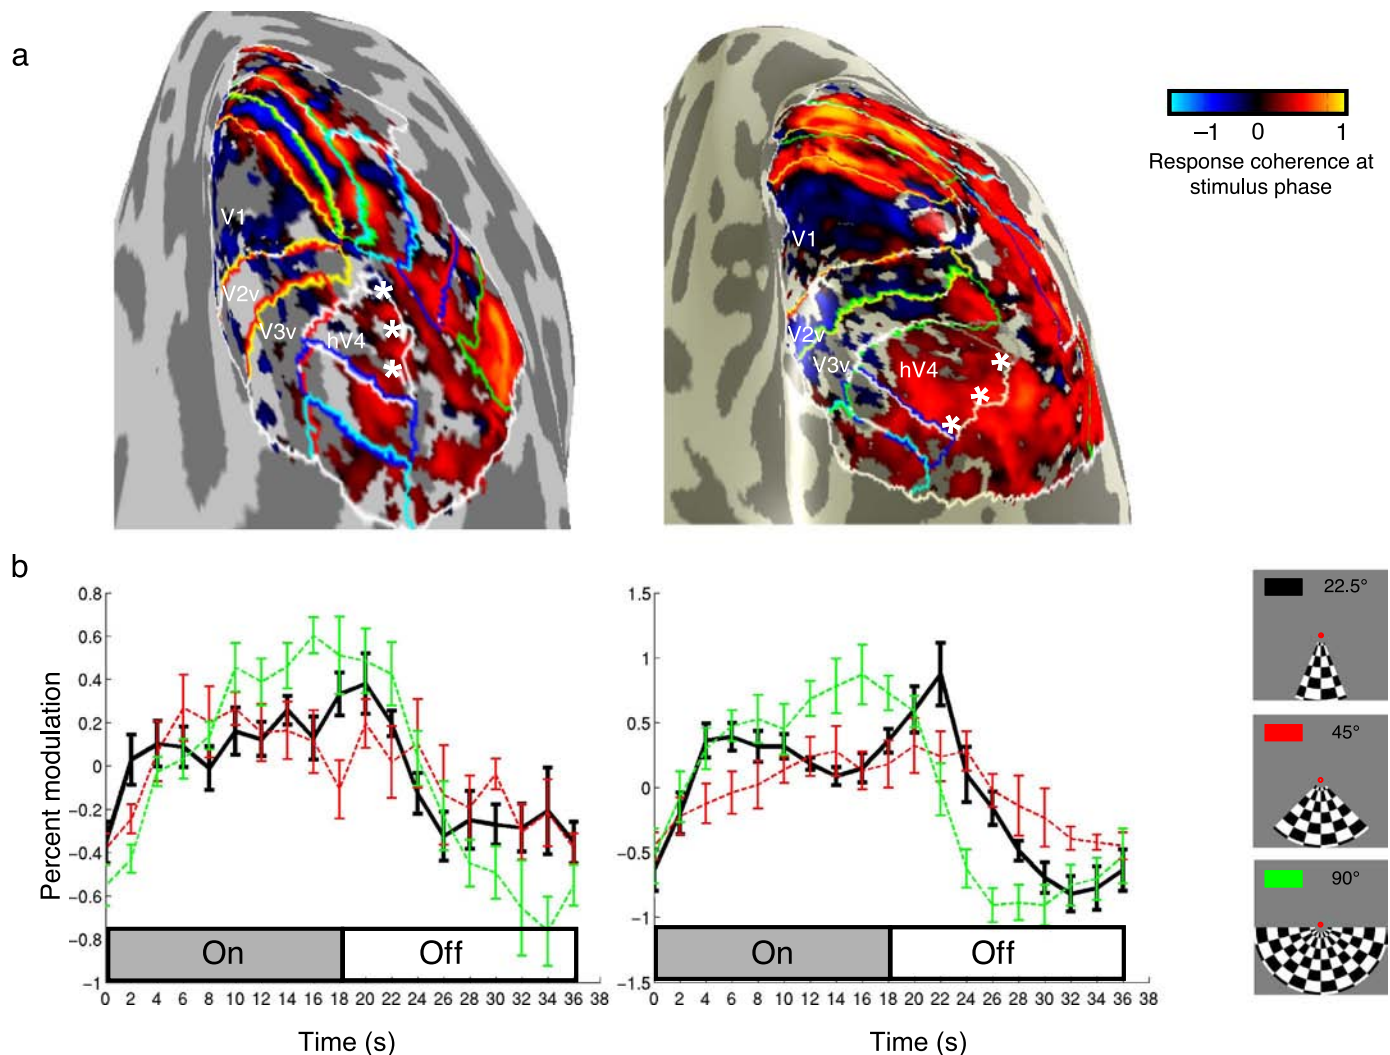 a
V1
V2v
V3v
hV4
*
*
*
V1
V2v
V3v
hV4
*
*
*
–1 0 1
Response coherence at
stimulus phase
b
Percent modulation
0.8
0.6
0.4
0.2
0
−0.2
−0.4
−0.6
−0.8
−1
On Off
0 2 4 6 8 10 12 14 16 18 20 22 24 26 28 30 32 34 36 38
Time (s)
1.5
1
0.5
0
−0.5
−1
−1.5
On Off
0 2 4 6 8 10 12 14 16 18 20 22 24 26 28 30 32 34 36 38
Time (s)
22.5°
45°
90°